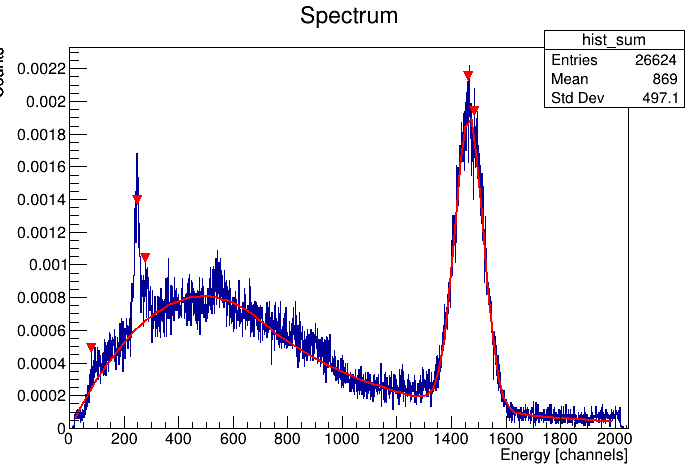 Spectrum
hist_sum
Entries 26624
Mean 869
Std Dev 497.1
0.0022
0.002
0.0018
0.0016
0.0014
0.0012
0.001
0.0008
0.0006
0.0004
0.0002
0
0 200 400 600 800 1000 1200 1400 1600 1800 2000
Energy [channels]